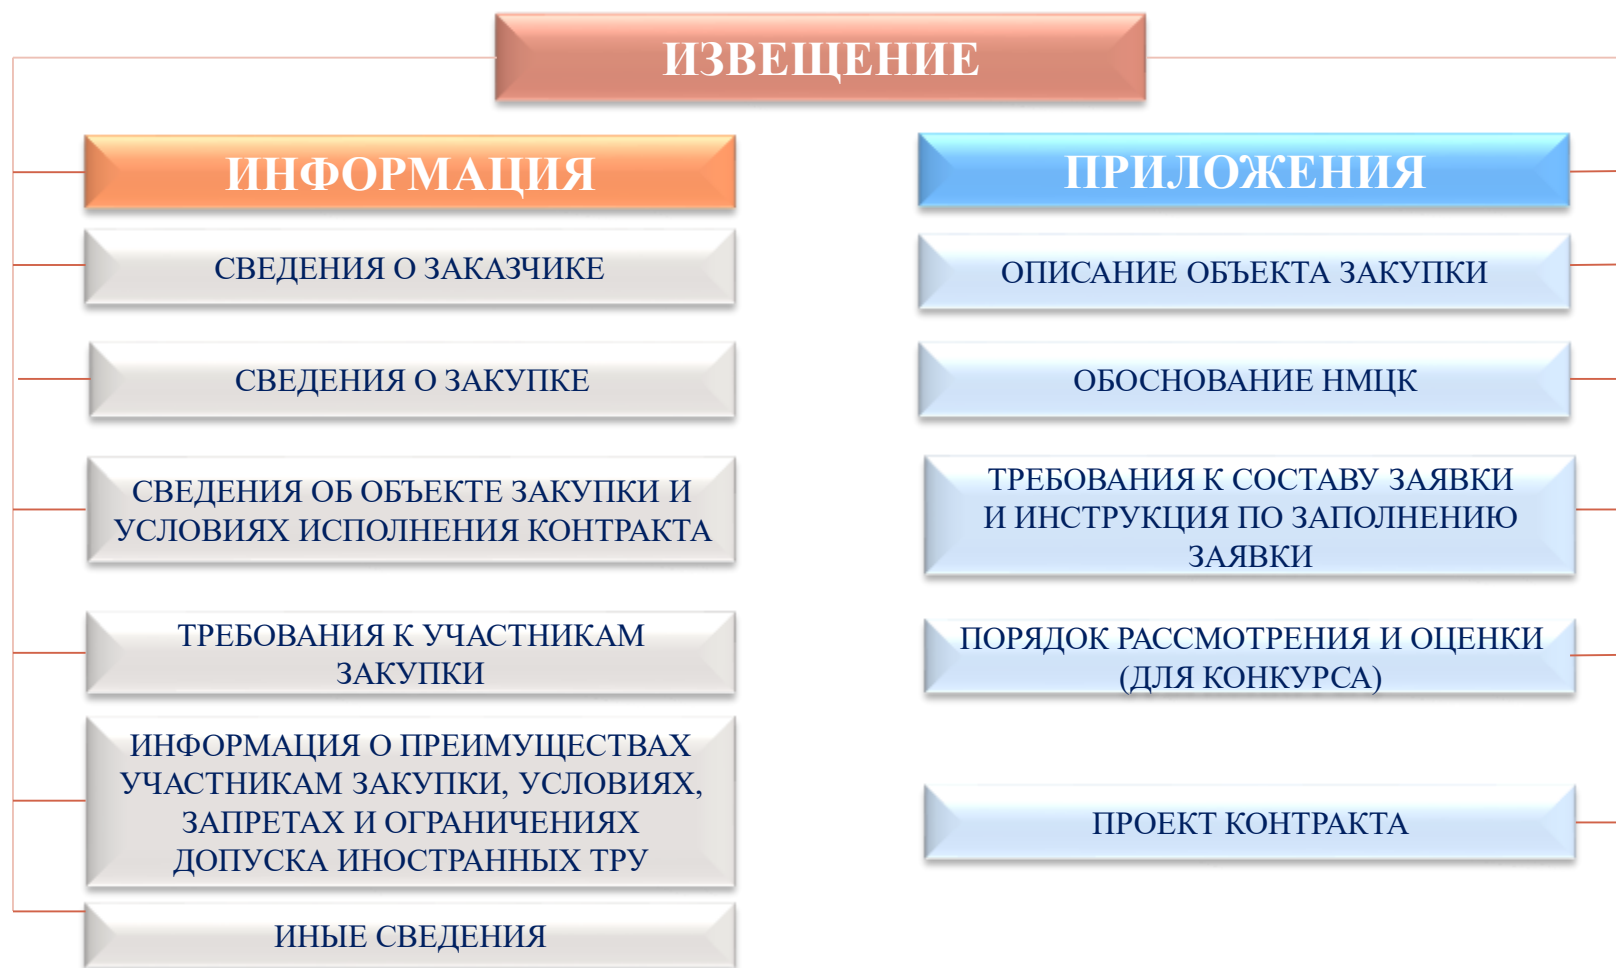 ИЗВЕЩЕНИЕ
ИНФОРМАЦИЯ
СВЕДЕНИЯ О ЗАКАЗЧИКЕ
СВЕДЕНИЯ О ЗАКУПКЕ
СВЕДЕНИЯ ОБ ОБЪЕКТЕ ЗАКУПКИ И
УСЛОВИЯХ ИСПОЛНЕНИЯ КОНТРАКТА
ТРЕБОВАНИЯ К УЧАСТНИКАМ
ЗАКУПКИ
ИНФОРМАЦИЯ О ПРЕИМУЩЕСТВАХ
УЧАСТНИКАМ ЗАКУПКИ, УСЛОВИЯХ,
ЗАПРЕТАХ И ОГРАНИЧЕНИЯХ
ДОПУСКА ИНОСТРАННЫХ ТРУ
ИНЫЕ СВЕДЕНИЯ
ПРИЛОЖЕНИЯ
ОПИСАНИЕ ОБЪЕКТА ЗАКУПКИ
ОБОСНОВАНИЕ НМЦК
ТРЕБОВАНИЯ К СОСТАВУ ЗАЯВКИ
И ИНСТРУКЦИЯ ПО ЗАПОЛНЕНИЮ
ЗАЯВКИ
ПОРЯДОК РАССМОТРЕНИЯ И ОЦЕНКИ
(ДЛЯ КОНКУРСА)
ПРОЕКТ КОНТРАКТА